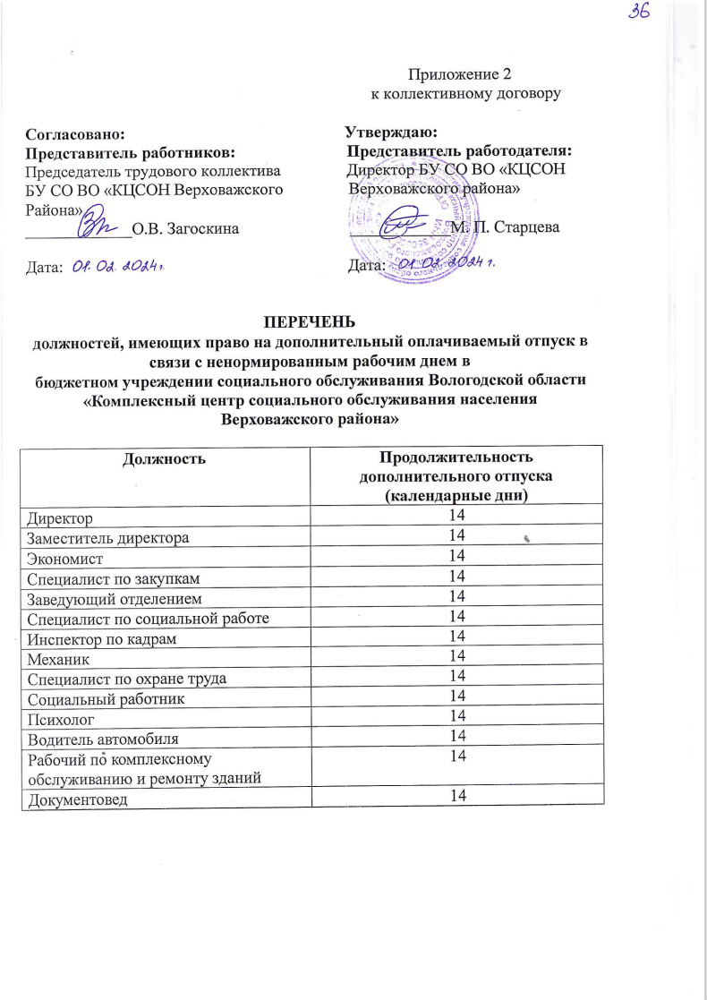 36
Приложение 2
к коллективному договору
Согласовано:
Представитель работников:
Председатель трудового коллектива
БУ СО ВО «КЦСОН Верховажского
Района»
О.В. Загоскина
Дата: 01.02.2024г.
Утверждаю:
Представитель работодателя:
Директор БУ СО ВО «КЦСОН
Верховажского района»
М. П. Старцева
Дата: 01.02.2024г.
ПЕРЕЧЕНЬ
должностей, имеющих право на дополнительный оплачиваемый отпуск в
связи с ненормированным рабочим днем в
бюджетном учреждении социального обслуживания Вологодской области
«Комплексный центр социального обслуживания населения
Верховажского района»
Должность
Продолжительность
дополнительного отпуска
(календарные дни)
Директор 14
Заместитель директора 14
Экономист 14
Специалист по закупкам 14
Заведующий отделением 14
Специалист по социальной работе 14
Инспектор по кадрам 14
Механик 14
Специалист по охране труда 14
Социальный работник 14
Психолог 14
Водитель автомобиля 14
Рабочий по комплексному 14
обслуживанию и ремонту зданий
Документовед 14